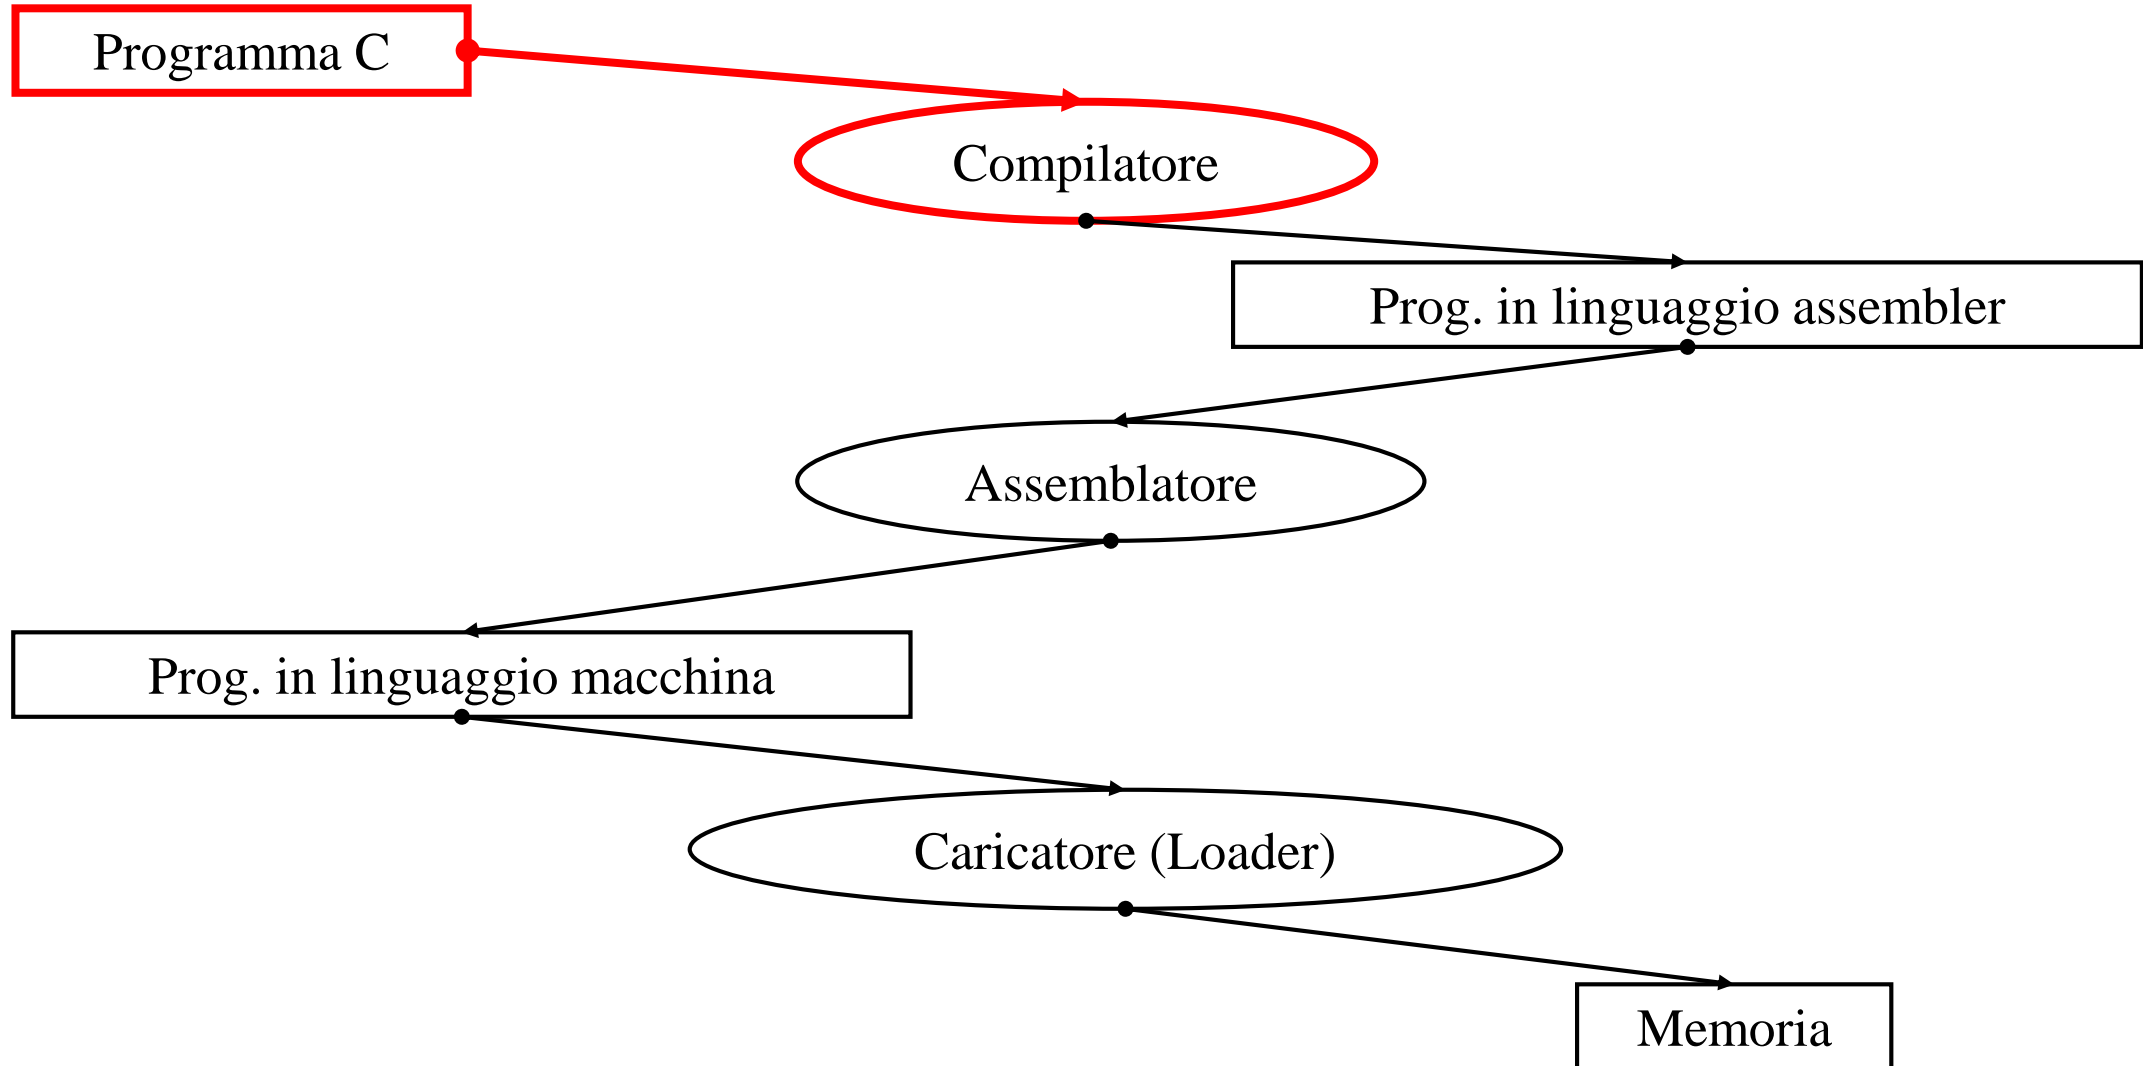 Programma C
Compilatore
Prog. in linguaggio assembler
Assemblatore
Prog. in linguaggio macchina
Caricatore (Loader)
Memoria